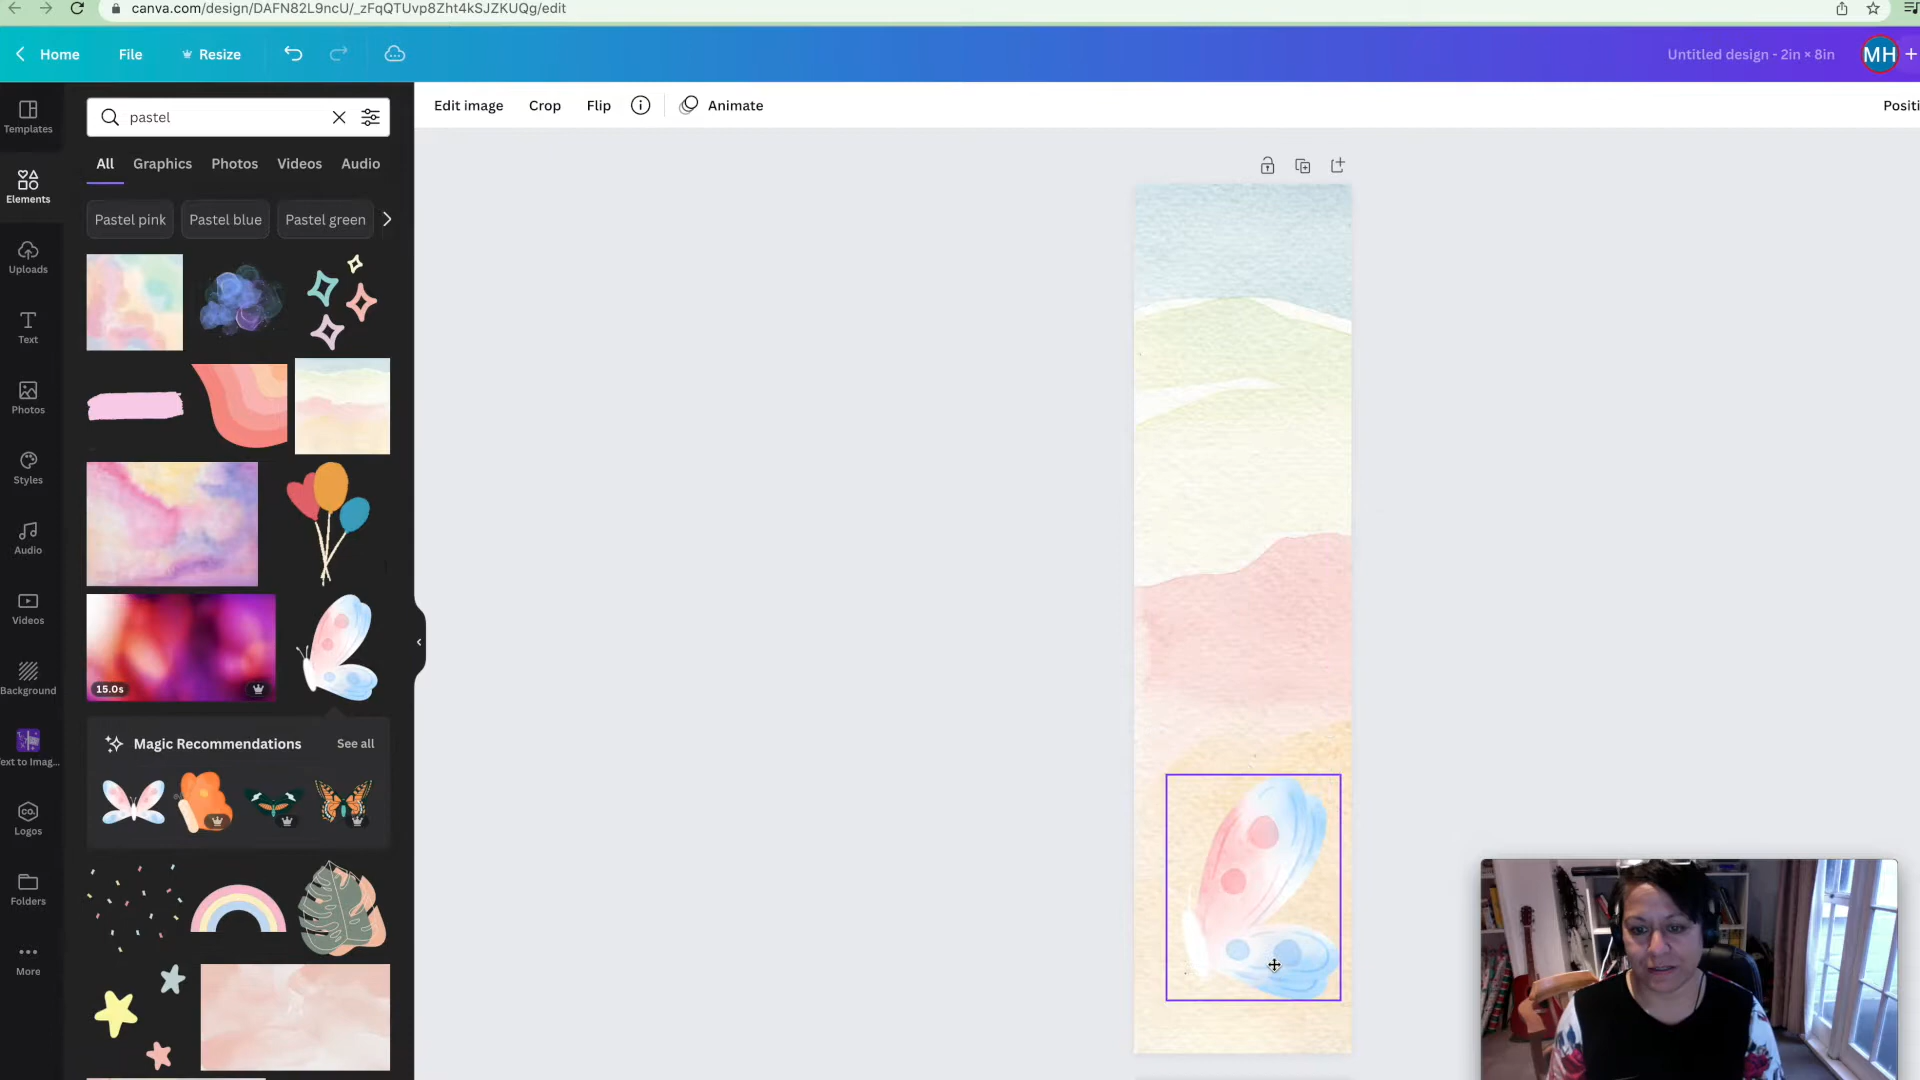 canva.com/design/DAFN82L9ncU/_zFqQTUvp8Zht4kSJZKUQg/edit
Home File Resize Untitled design - 2in × 8in MH +
Templates
Elements
Uploads
Text
Photos
Styles
Audio
Videos
Background
ext to Imag...
co.
Logos
Folders
More
pastel
All Graphics Photos Videos Audio
Pastel pink Pastel blue Pastel green
15.0s
Magic Recommendations See all
Edit image Crop Flip Animate Positi